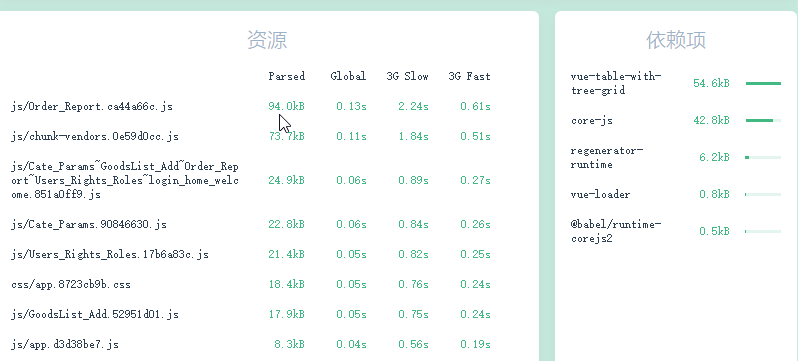 资源
Parsed Global 3G Slow 3G Fast
js/Order_Report.ca44a66c.js 94.0kB 0.13s 2.24s 0.61s
js/chunk-vendors.0e59d0cc.js 73.7kB 0.11s 1.84s 0.51s
js/Cate_Params~GoodsList_Add~Order_Rep
ort~Users_Rights_Roles~login_home_welc 24.9kB 0.06s 0.89s 0.27s
ome.851a0ff9.js
js/Cate_Params.90846630.js 22.8kB 0.06s 0.84s 0.26s
js/Users_Rights_Roles.17b6a83c.js 21.4kB 0.05s 0.82s 0.25s
css/app.8723cb9b.css 18.4kB 0.05s 0.76s 0.24s
js/GoodsList_Add.52951d01.js 17.9kB 0.05s 0.75s 0.24s
js/app.d3d38be7.js 8.3kB 0.04s 0.56s 0.19s
依赖项
vue-table-with- 54.6kB
tree-grid
core-js 42.8kB
regenerator- 6.2kB
runtime
vue-loader 0.8kB
@babel/runtime- 0.5kB
corejs2